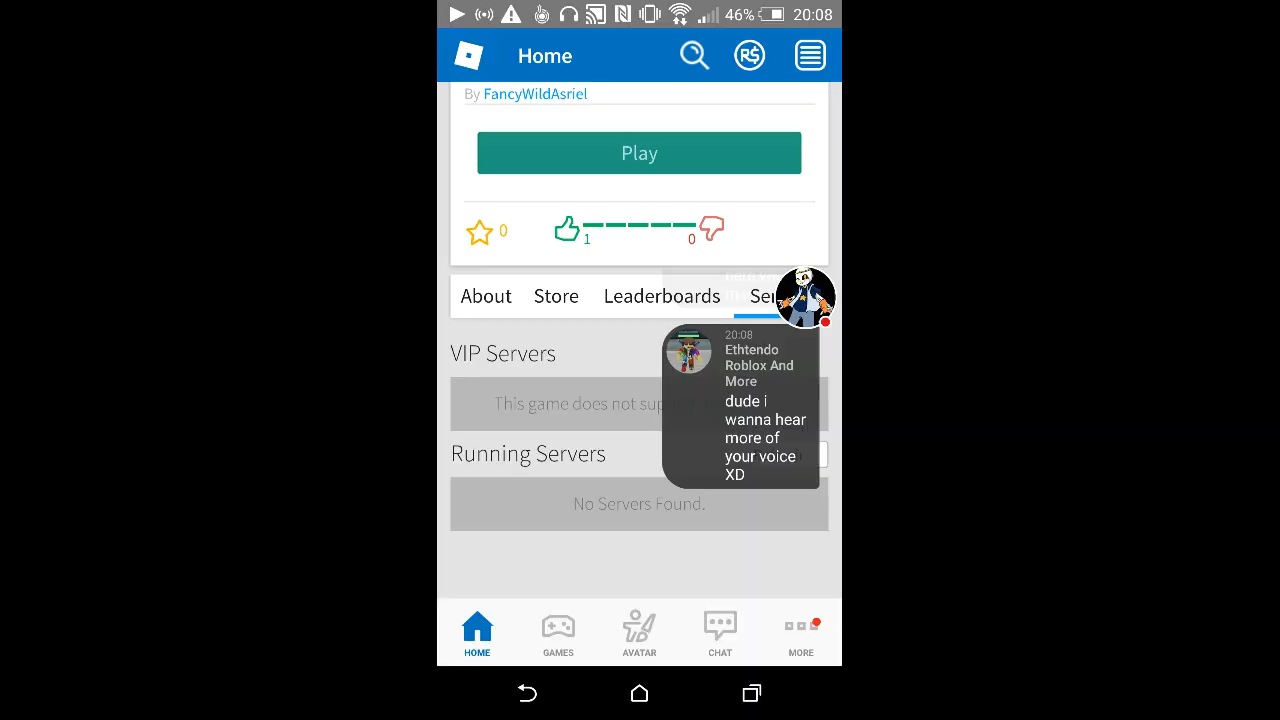 46% 20:08
Home R$
By FancyWildAsriel
Play
0 1 0
About Store Leaderboards
VIP Servers
This game does not
Running Servers
No Servers Found.
20:08
Ethtendo
Roblox And
More
dude i
wanna hear
more of
your voice
XD
HOME GAMES AVATAR CHAT MORE